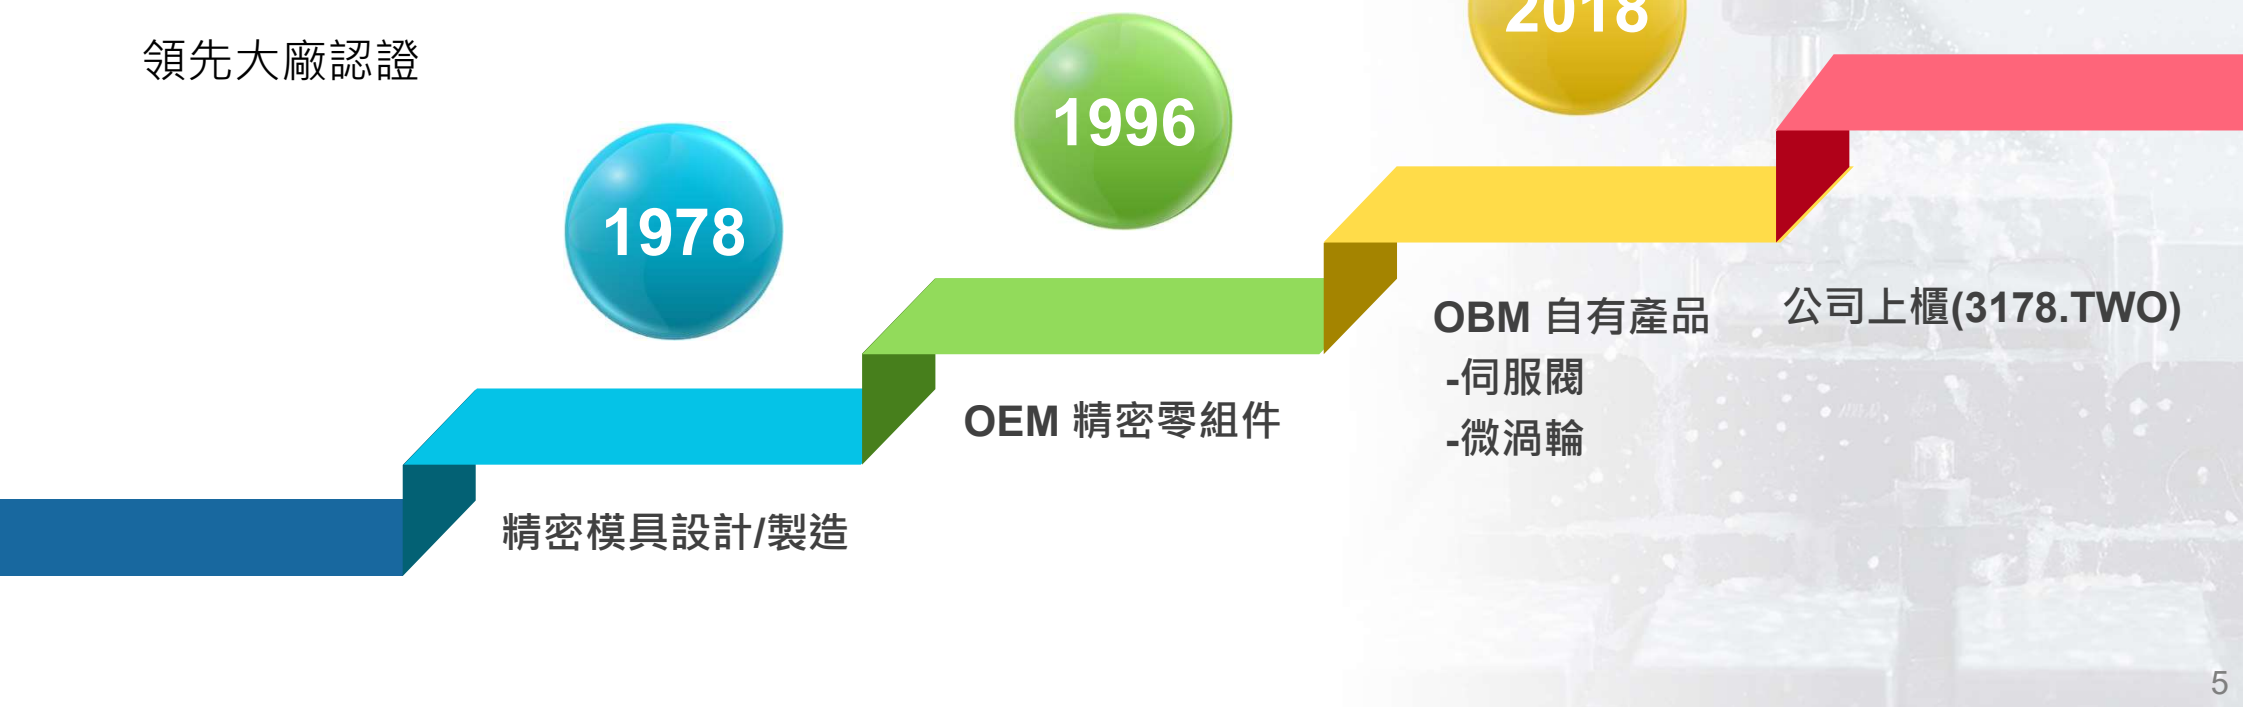 2018
領先大廠認證
1996
1978
OBM 自有產品
-伺服閥
-微渦輪
公司上櫃(3178.TWO)
OEM 精密零組件
精密模具設計/製造
5